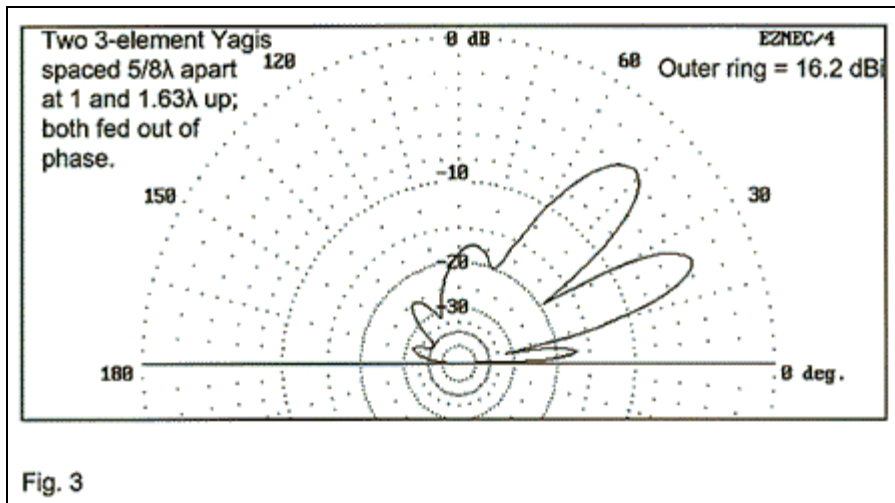 Two 3-element Yagis
spaced 5/8λ apart
at 1 and 1.63λ up;
both fed out of
phase.
0 dB
EZNEC/4
Outer ring = 16.2 dBi
120
60
-10
150
30
-20
-30
180
0 deg.
Fig. 3